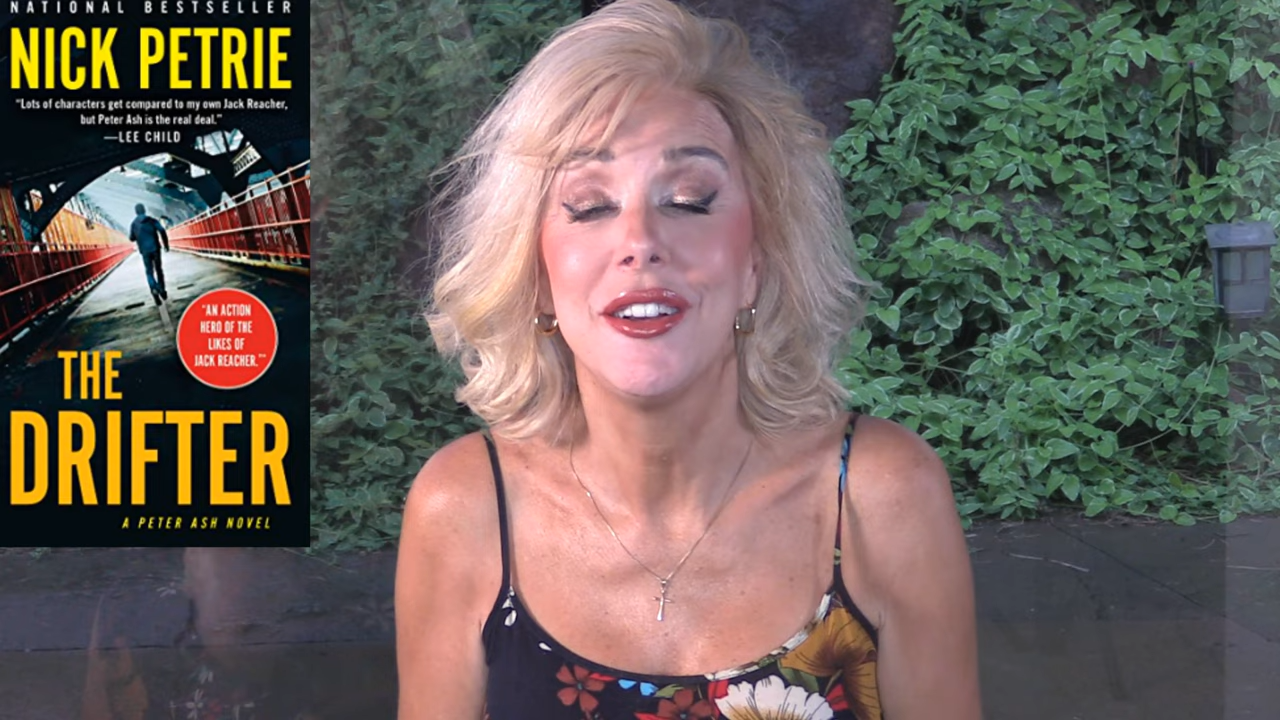 NATIONAL BESTSELLER
NICK PETRIE
“Lots of characters get compared to my own Jack Reacher,
but Peter Ash is the real deal.”
—LEE CHILD
“AN ACTION
HERO OF THE
LIKES OF
JACK REACHER.”
THE
DRIFTER
A PETER ASH NOVEL